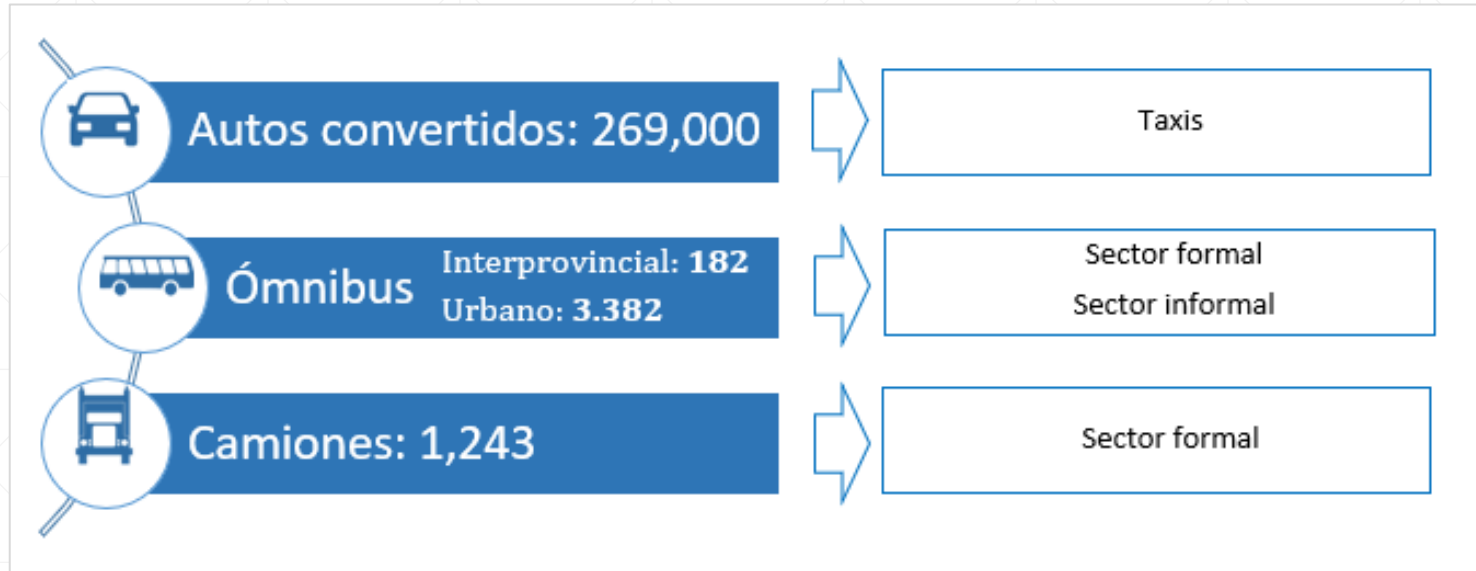 Autos convertidos: 269,000
Taxis
Ómnibus
Interprovincial: 182
Urbano: 3.382
Sector formal
Sector informal
Camiones: 1,243
Sector formal